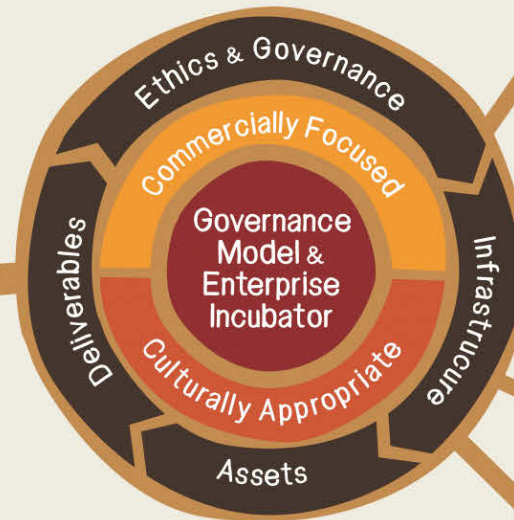 Ethics & Governance
Commercially Focused
Governance
Model &
Enterprise
Incubator
Culturally Appropriate
Deliverables
Infrastrucure
Assets